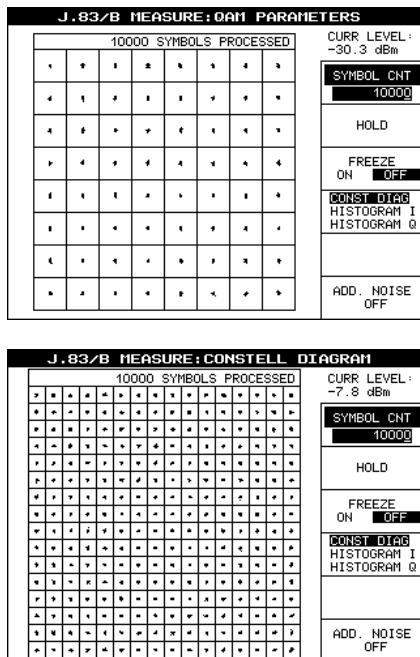 J.83/B MEASURE:QAM PARAMETERS
10000 SYMBOLS PROCESSED
CURR LEVEL:
-30.3 dBm
SYMBOL CNT
10000
HOLD
FREEZE
ON OFF
CONST DIAG
HISTOGRAM I
HISTOGRAM Q
ADD. NOISE
OFF
J.83/B MEASURE:CONSTELL DIAGRAM
10000 SYMBOLS PROCESSED
CURR LEVEL:
-7.8 dBm
SYMBOL CNT
10000
HOLD
FREEZE
ON OFF
CONST DIAG
HISTOGRAM I
HISTOGRAM Q
ADD. NOISE
OFF